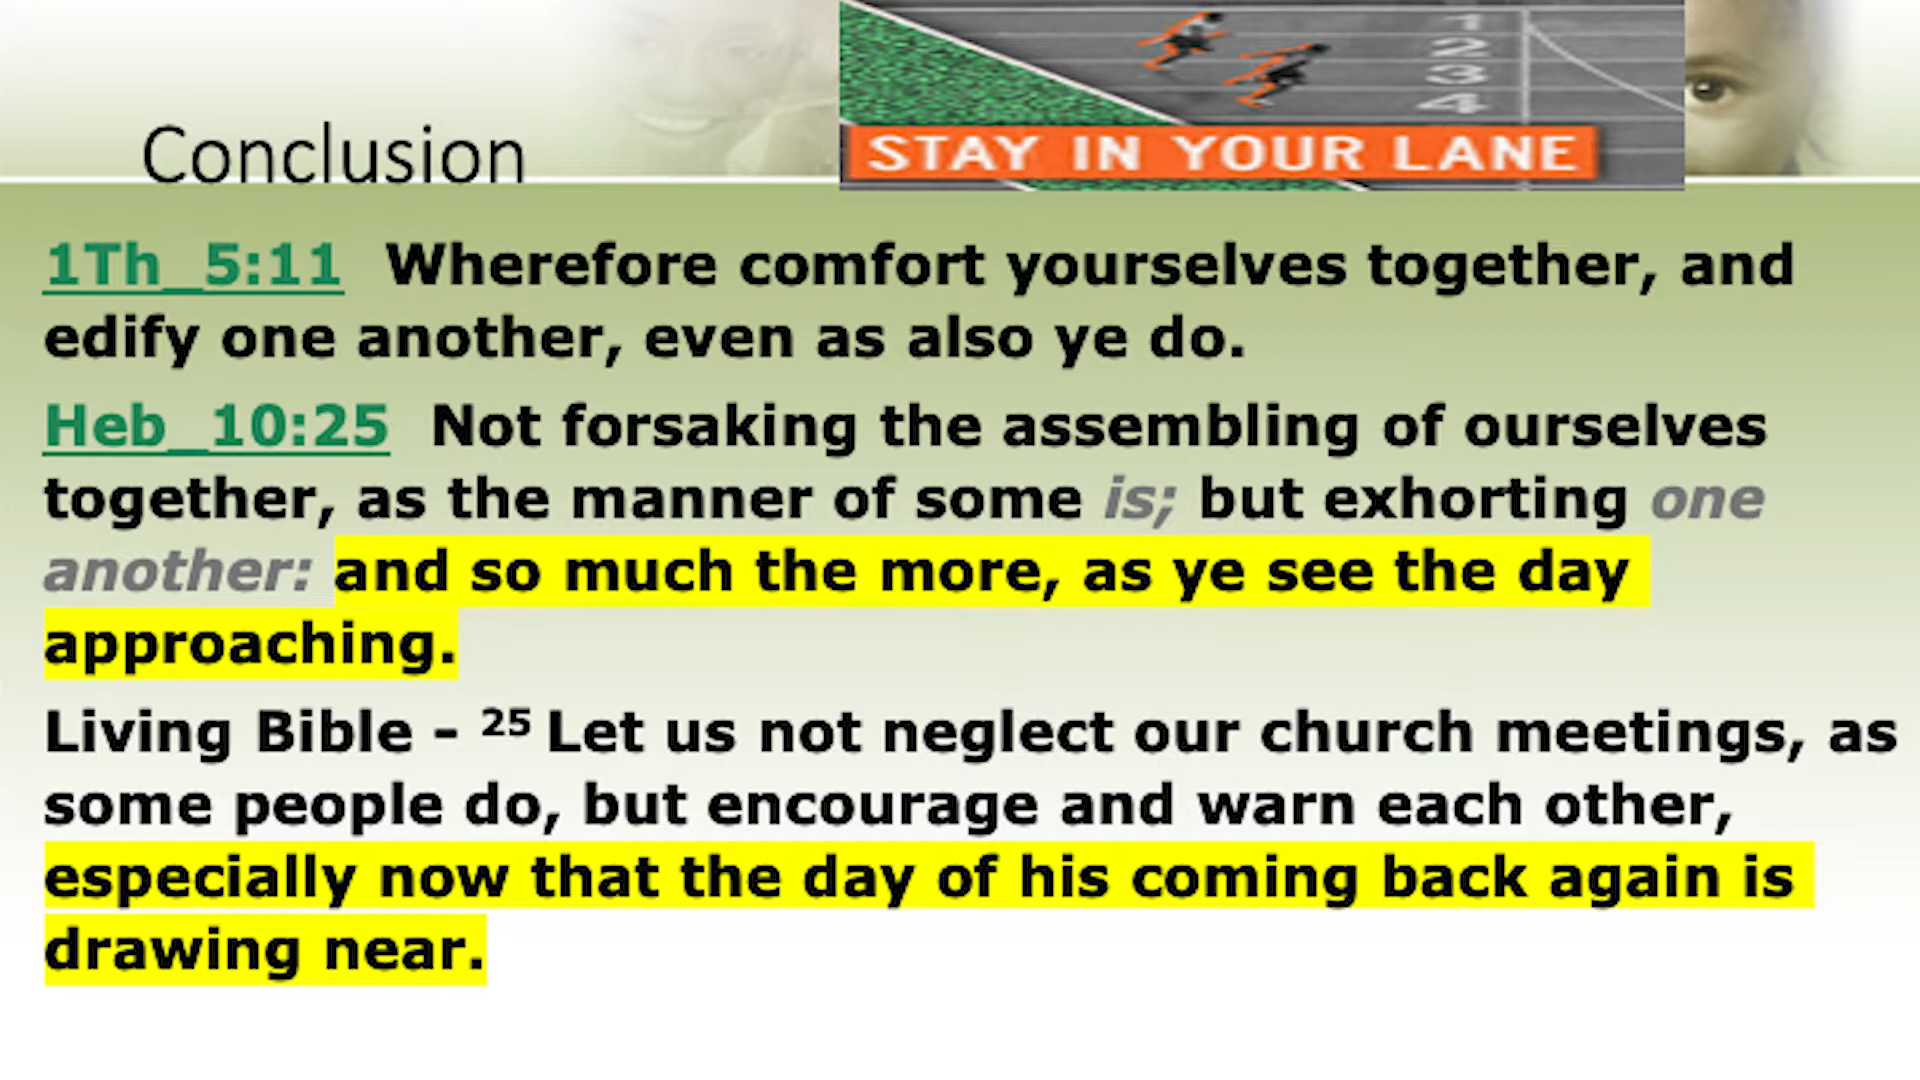 Conclusion
1
2
3
4
STAY IN YOUR LANE
1Th_5:11 Wherefore comfort yourselves together, and
edify one another, even as also ye do.
Heb_10:25 Not forsaking the assembling of ourselves
together, as the manner of some is; but exhorting one
another: and so much the more, as ye see the day
approaching.
Living Bible – 25 Let us not neglect our church meetings, as
some people do, but encourage and warn each other,
especially now that the day of his coming back again is
drawing near.